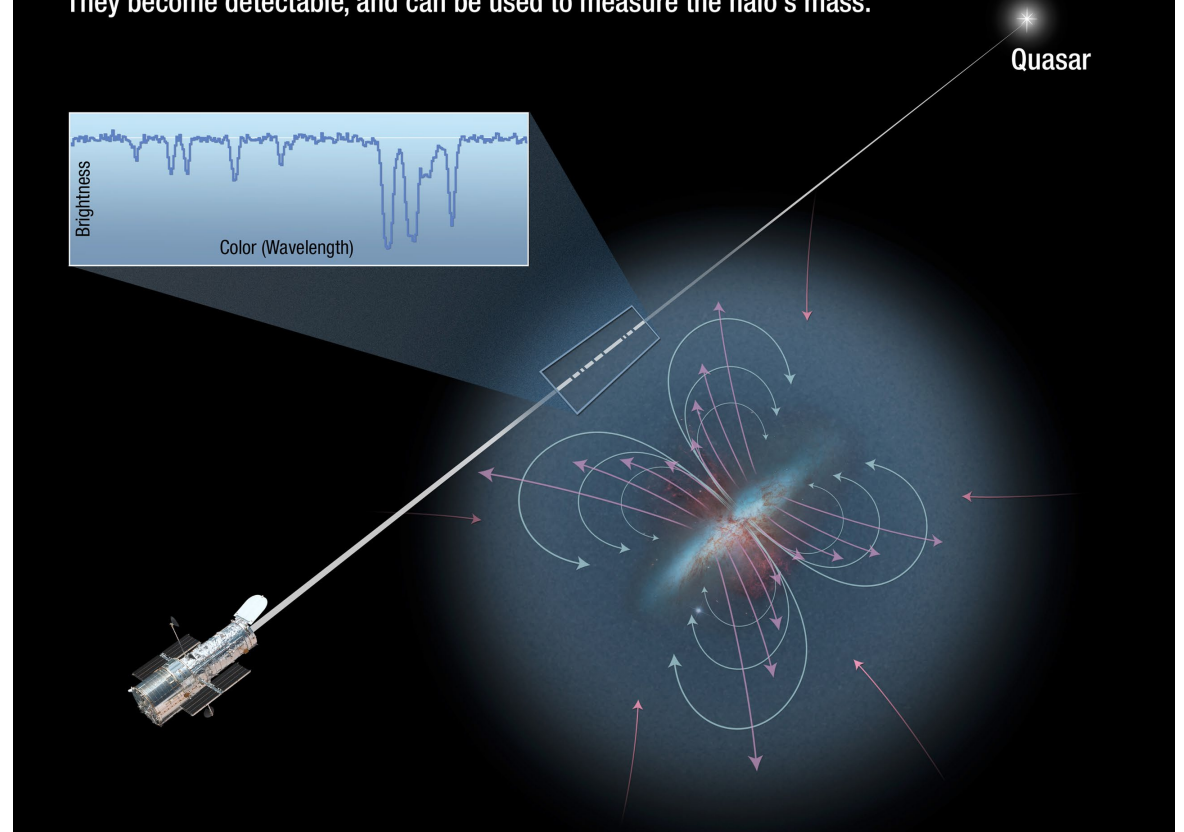 They become detectable, and can be used to measure the halo's mass.
Quasar
Brightness
Color (Wavelength)